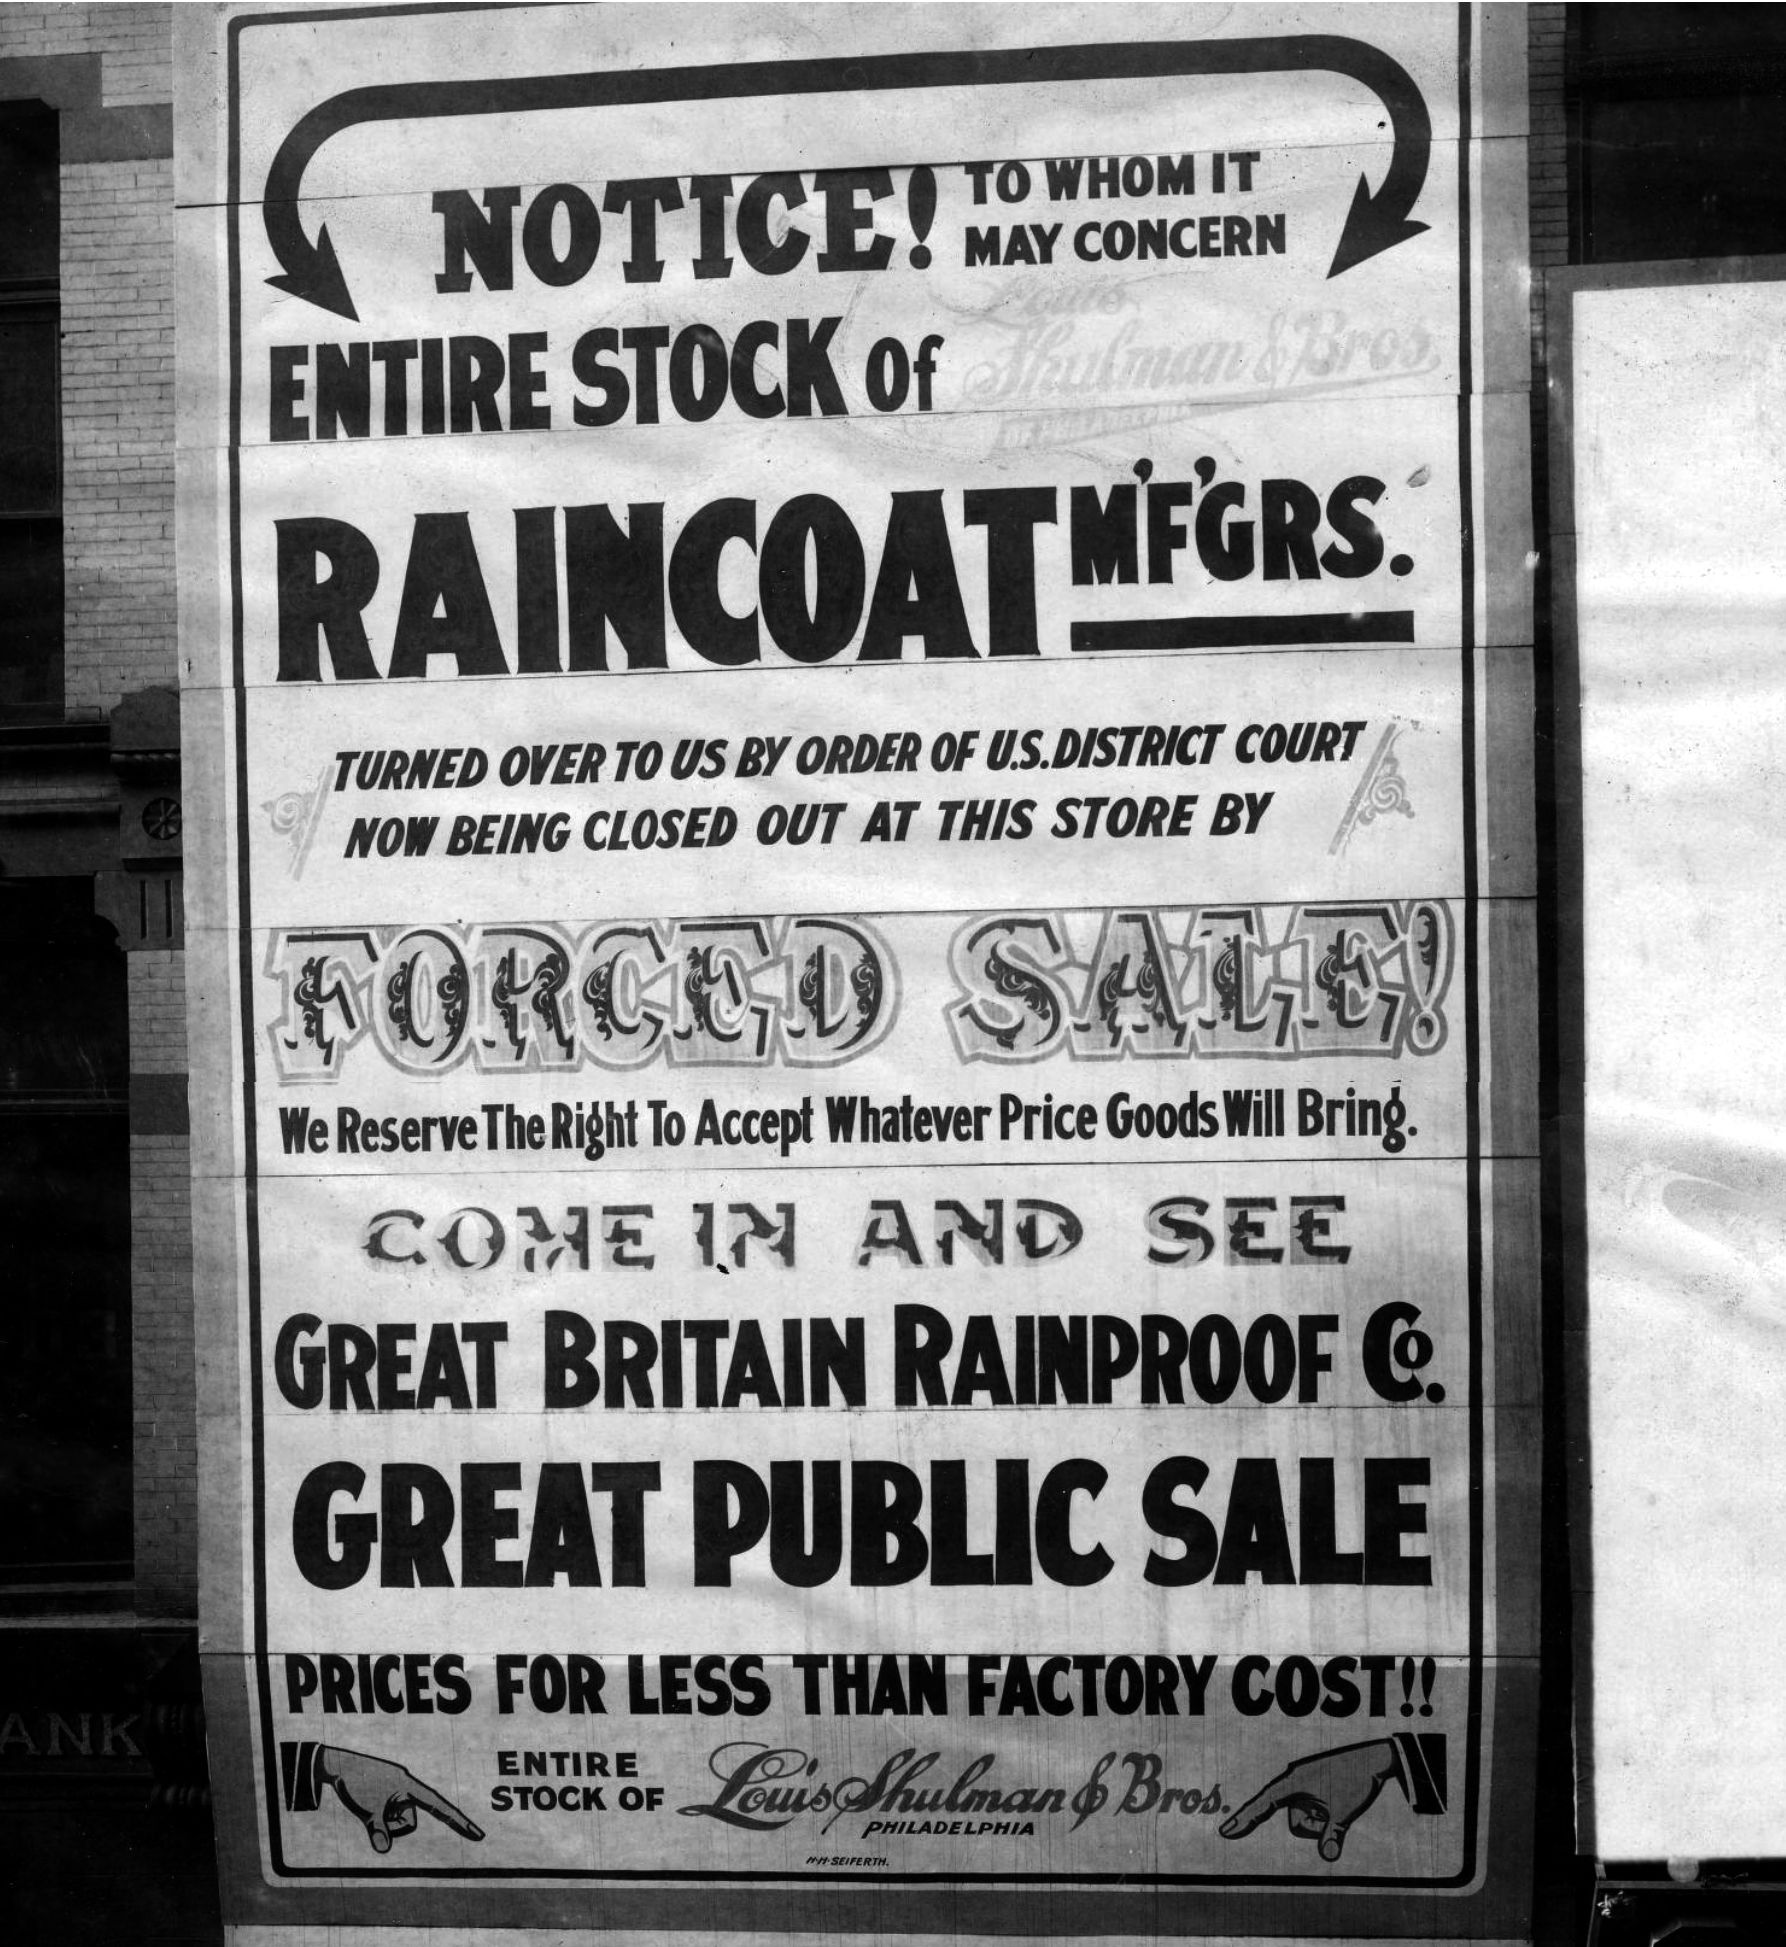 NOTICE! TO WHOM IT
MAY CONCERN
ENTIRE STOCK of Louis
Shulman & Bros.
RAINCOAT M'F'GRS.
TURNED OVER TO US BY ORDER OF U.S. DISTRICT COURT
NOW BEING CLOSED OUT AT THIS STORE BY
FORCED SALE!
We Reserve The Right To Accept Whatever Price Goods Will Bring.
COME IN AND SEE
GREAT BRITAIN RAINPROOF Co.
GREAT PUBLIC SALE
PRICES FOR LESS THAN FACTORY COST!!
ENTIRE
STOCK OF Louis Shulman & Bros.
PHILADELPHIA
H.H. SEIFERTH.
ANK